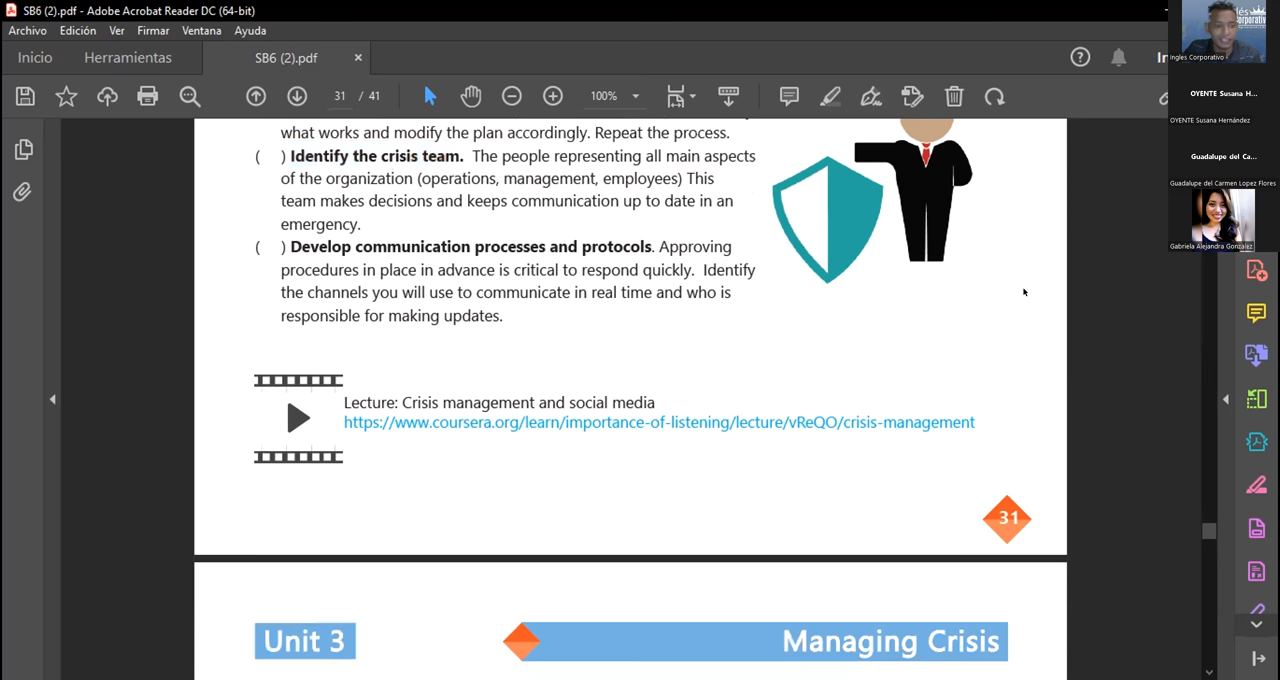 SB6 (2).pdf - Adobe Acrobat Reader DC (64-bit)
Archivo Edición Ver Firmar Ventana Ayuda
Inicio Herramientas SB6 (2).pdf ×
31 / 41 100%
what works and modify the plan accordingly. Repeat the process.
( ) Identify the crisis team. The people representing all main aspects
of the organization (operations, management, employees) This
team makes decisions and keeps communication up to date in an
emergency.
( ) Develop communication processes and protocols. Approving
procedures in place in advance is critical to respond quickly. Identify
the channels you will use to communicate in real time and who is
responsible for making updates.
Lecture: Crisis management and social media
https://www.coursera.org/learn/importance-of-listening/lecture/vReQO/crisis-management
31
Unit 3 Managing Crisis
Ingles Corporativo
OYENTE Susana H...
OYENTE Susana Hernández
Guadalupe del Ca...
Guadalupe del Carmen Lopez Flores
Gabriela Alejandra Gonzalez